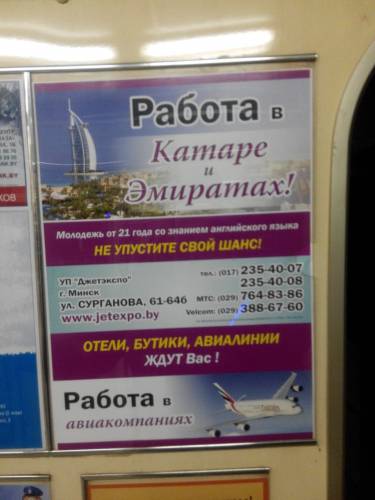 Работа в
Катаре
и
Эмиратах!
Молодежь от 21 года со знанием английского языка
НЕ УПУСТИТЕ СВОЙ ШАНС!
УП "Джетэкспо"
г. Минск
ул. СУРГАНОВА, 61-64б
www.jetexpo.by
тел.: (017) 235-40-07
235-40-08
МТС: (029) 764-83-86
Velcom: (029) 388-67-60
ОТЕЛИ, БУТИКИ, АВИАЛИНИИ
ЖДУТ Вас !
Работа в
авиакомпаниях